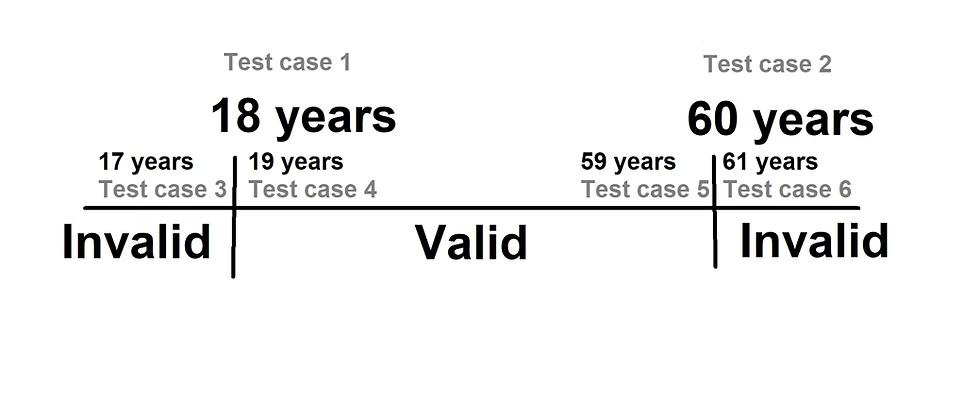 Test case 1
Test case 2
18 years
60 years
17 years
19 years
59 years
61 years
Test case 3
Test case 4
Test case 5
Test case 6
Invalid
Valid
Invalid